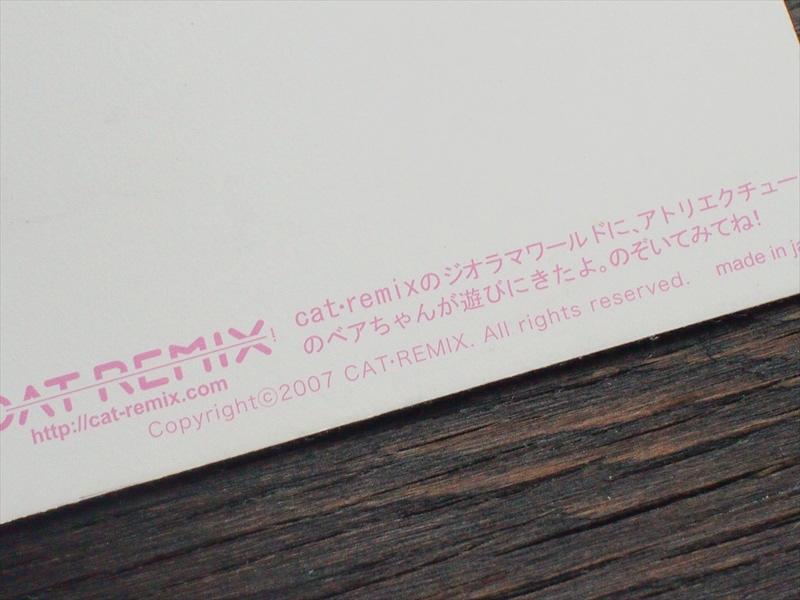 CAT REMIX!
http://cat-remix.com
cat・remixのジオラマワールドに、アトリエクチュー
のベアちゃんが遊びにきたよ。のぞいてみてね!
Copyright©2007 CAT・REMIX. All rights reserved. made in